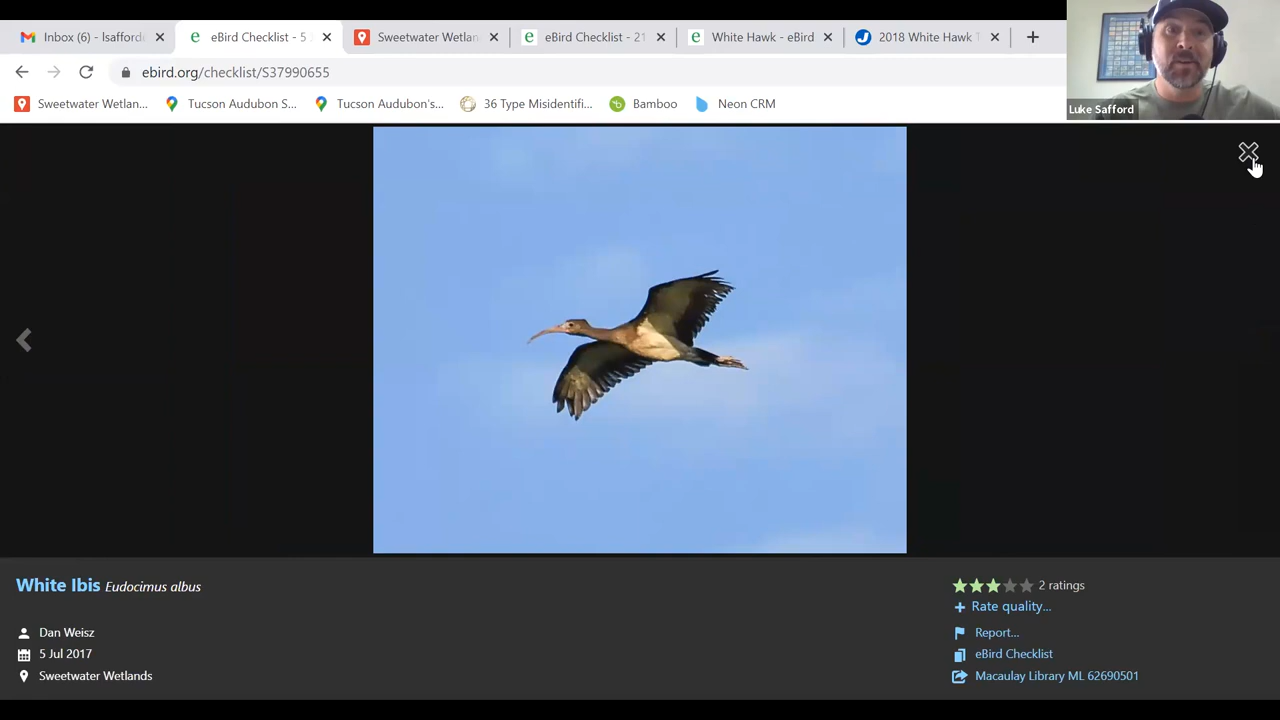 Inbox (6) - lsafford
eBird Checklist - 5
Sweetwater Wetlan
eBird Checklist - 21
White Hawk - eBird
2018 White Hawk
ebird.org/checklist/S37990655
Sweetwater Wetlan...
Tucson Audubon S...
Tucson Audubon's...
36 Type Misidentifi...
Bamboo
Neon CRM
Luke Safford
White Ibis Eudocimus albus
2 ratings
Rate quality...
Dan Weisz
Report...
5 Jul 2017
eBird Checklist
Sweetwater Wetlands
Macaulay Library ML 62690501